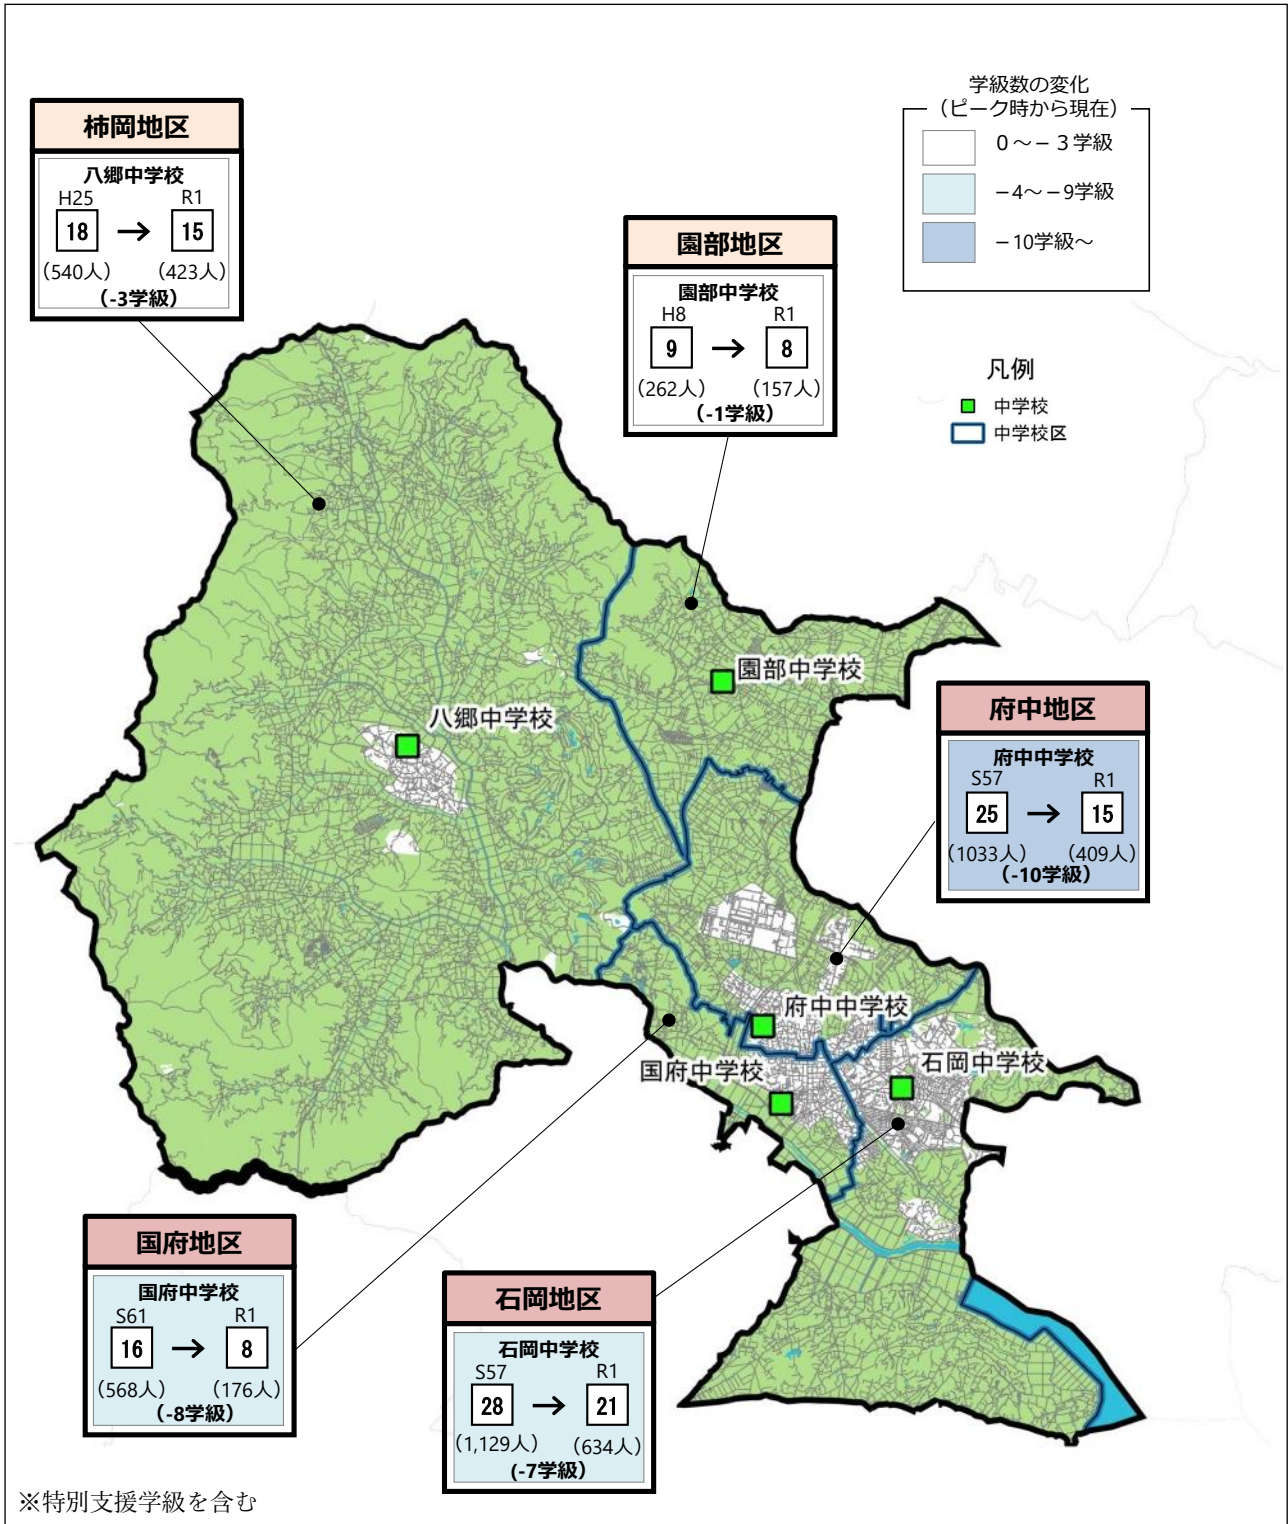 学級数の変化
（ピーク時から現在）
０～－３学級
－4～－9学級
－10学級～
柿岡地区
八郷中学校
H25 R1
18 → 15
（540人） （423人）
（-3学級）
園部地区
園部中学校
H8 R1
9 → 8
（262人） （157人）
（-1学級）
凡例
中学校
中学校区
園部中学校
八郷中学校
府中地区
府中中学校
S57 R1
25 → 15
（1033人） （409人）
（-10学級）
府中中学校
石岡中学校
国府中学校
国府地区
国府中学校
S61 R1
16 → 8
（568人） （176人）
（-8学級）
石岡地区
石岡中学校
S57 R1
28 → 21
（1,129人） （634人）
（-7学級）
※特別支援学級を含む